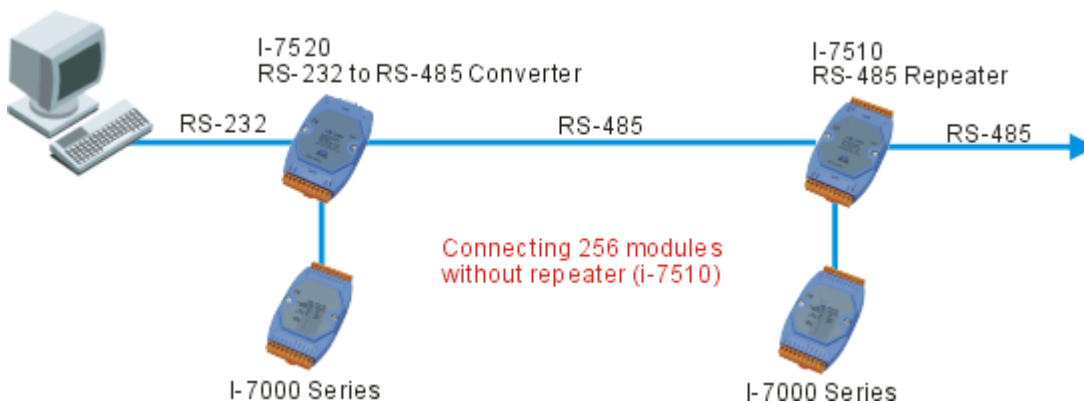 I-7520
RS-232 to RS-485 Converter
I-7510
RS-485 Repeater
RS-232
RS-485
RS-485
Connecting 256 modules
without repeater (i-7510)
I-7000 Series
I-7000 Series